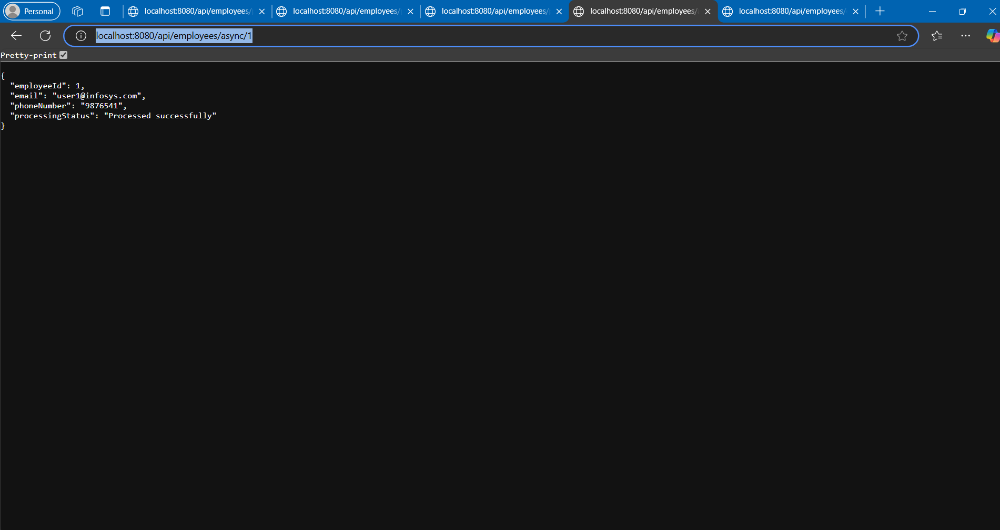 Personal
localhost:8080/api/employees/
localhost:8080/api/employees/
localhost:8080/api/employees/
localhost:8080/api/employees/
localhost:8080/api/employees/
localhost:8080/api/employees/async/1
Pretty-print
{
"employeeId": 1,
"email": "user1@infosys.com",
"phoneNumber": "9876541",
"processingStatus": "Processed successfully"
}